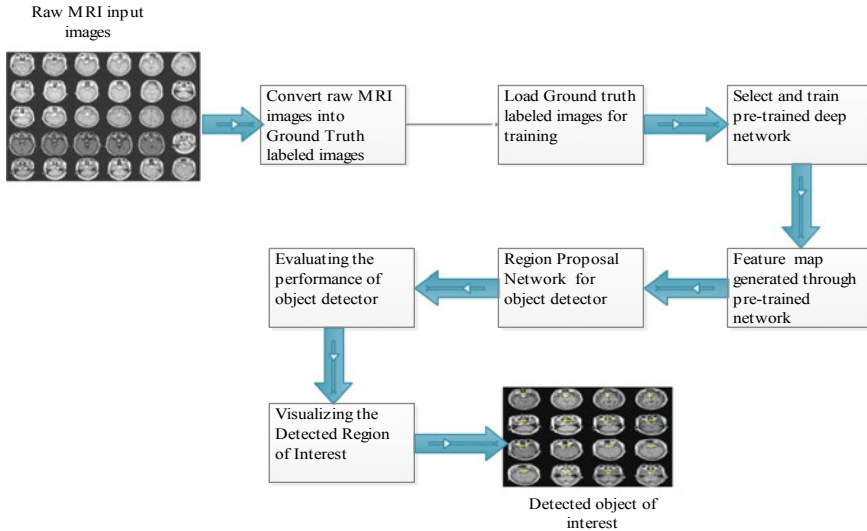 Raw MRI input
images
Convert raw MRI
images into
Ground Truth
labeled images
Load Ground truth
labeled images for
training
Select and train
pre-trained deep
network
Feature map
generated through
pre-trained
network
Region Proposal
Network for
object detector
Evaluating the
performance of
object detector
Visualizing the
Detected Region
of Interest
Detected object of
interest